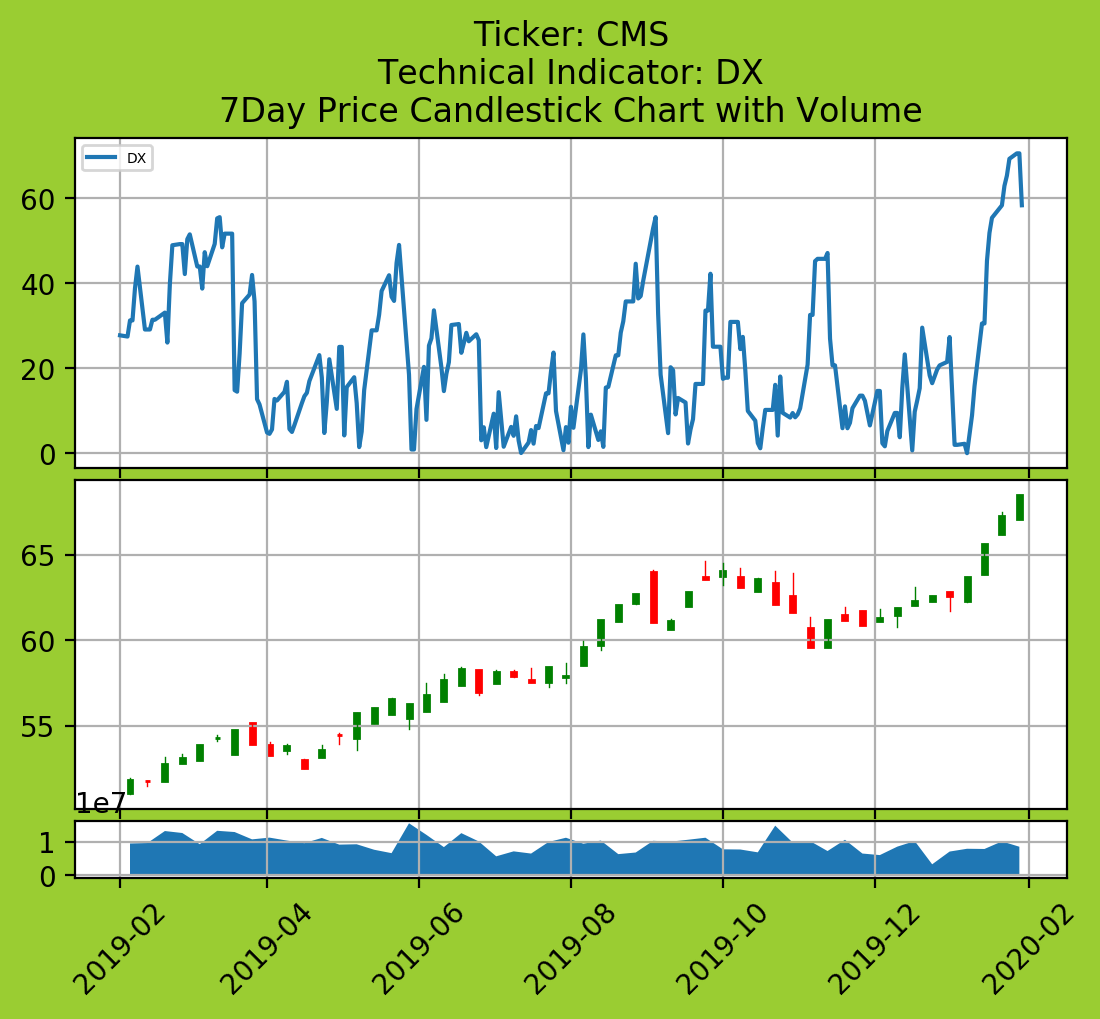 Ticker: CMS
Technical Indicator: DX
7Day Price Candlestick Chart with Volume
DX
60
40
20
0
65
60
55
1e7
1
0
2019-02 2019-04 2019-06 2019-08 2019-10 2019-12 2020-02